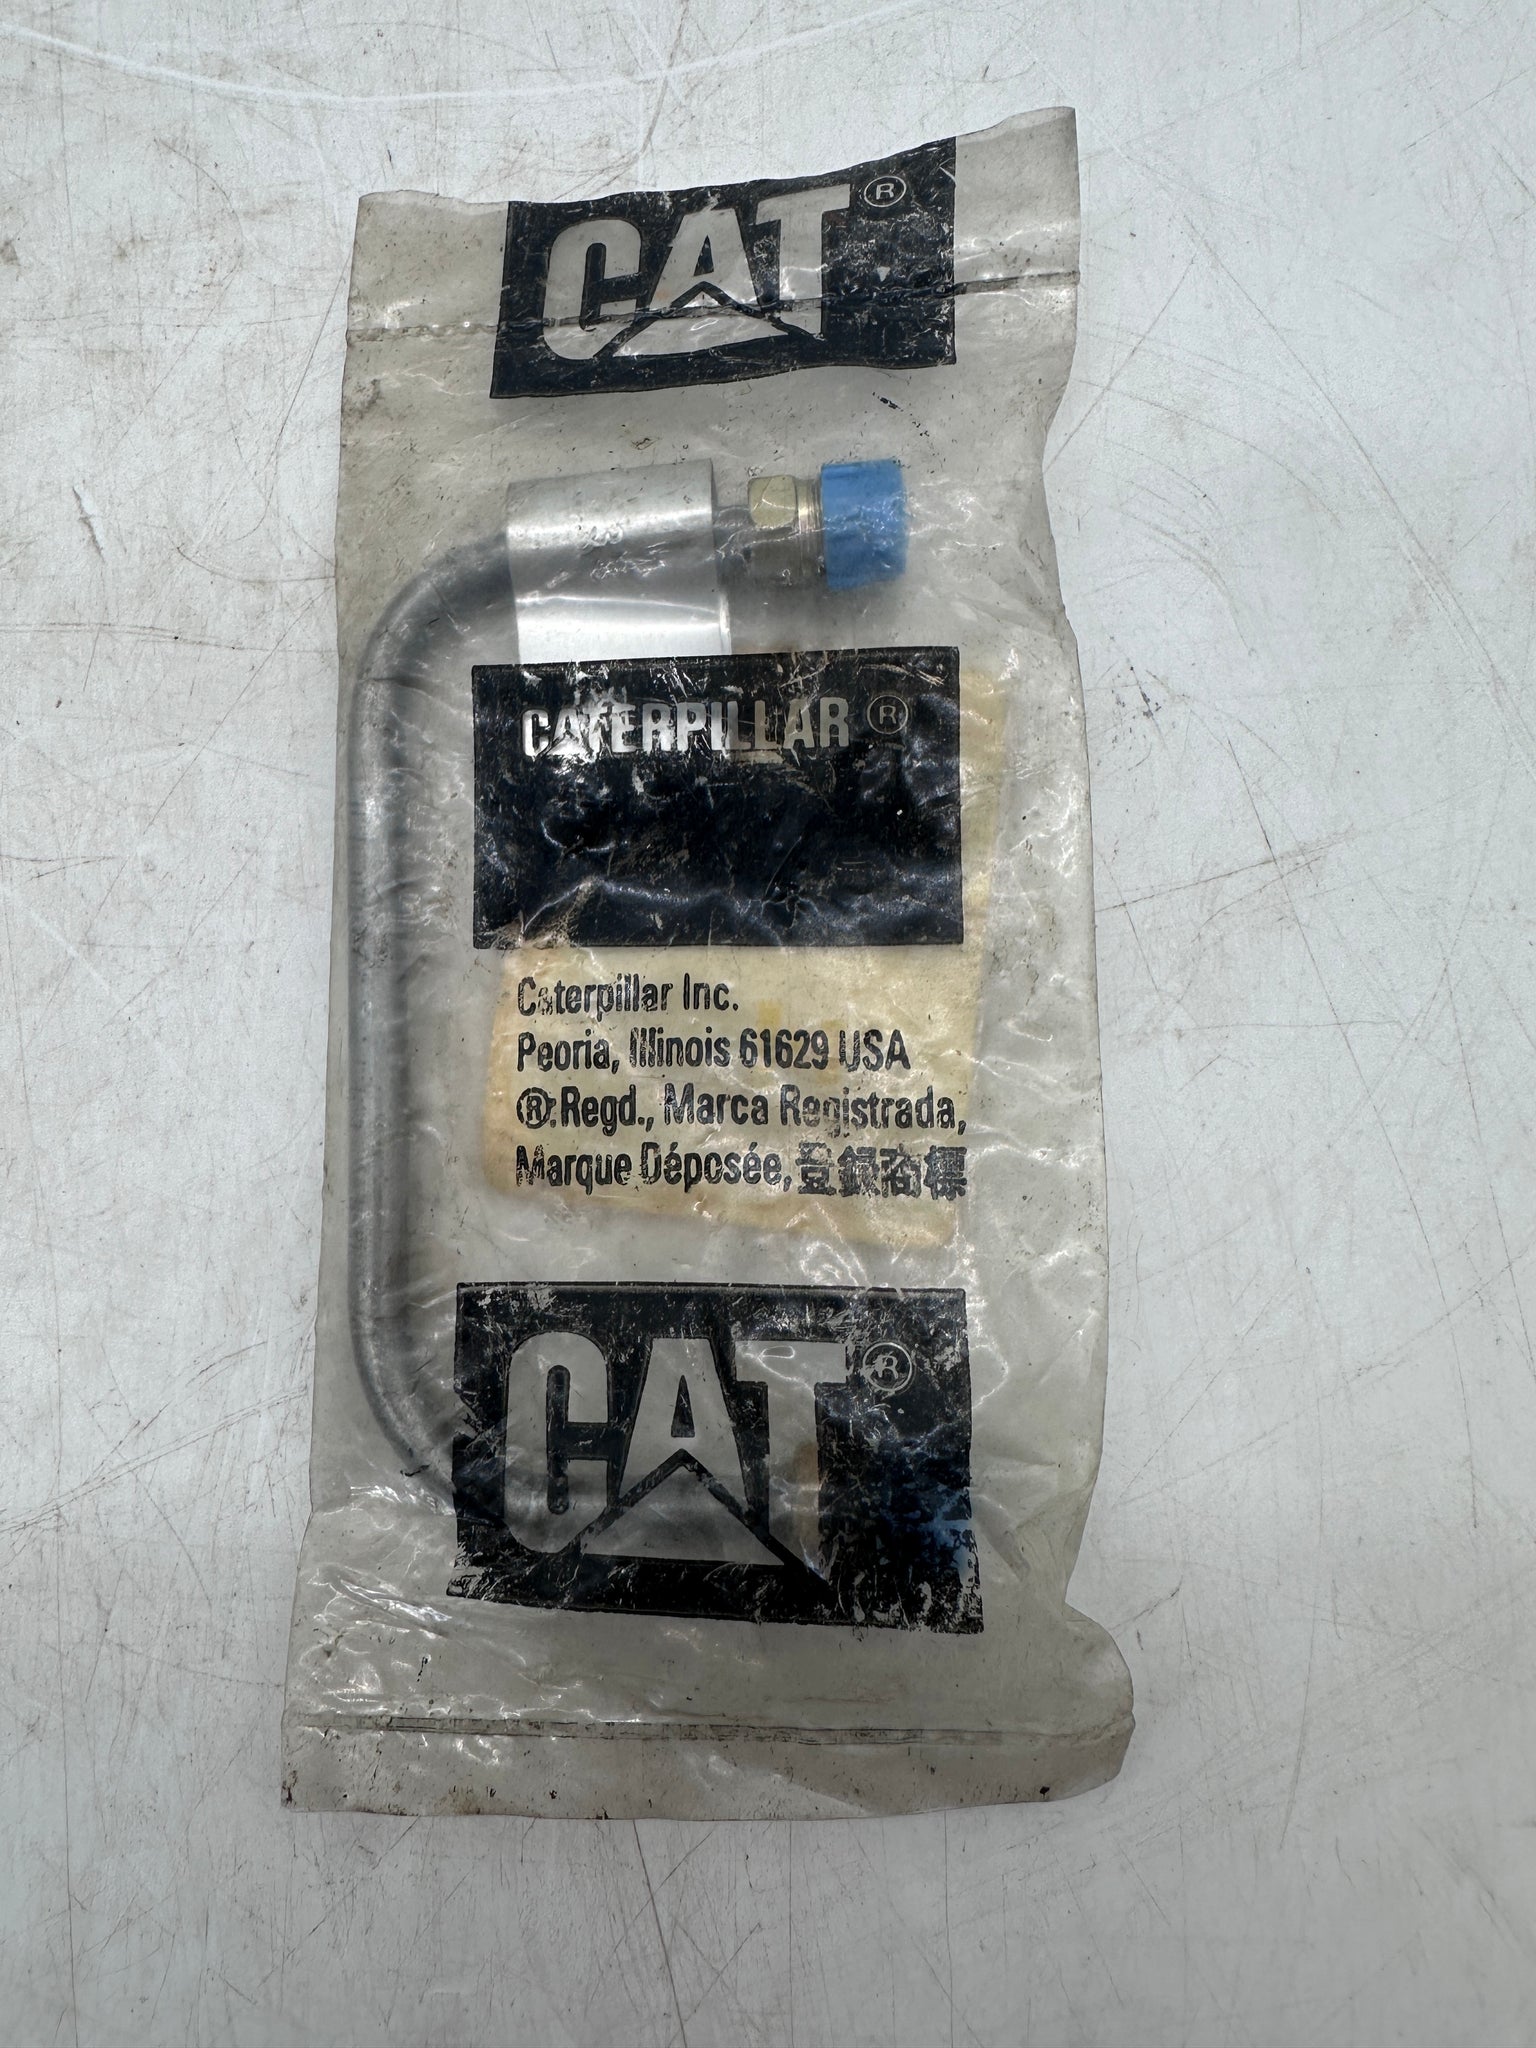 CAT®
CATERPILLAR®
Caterpillar Inc.
Peoria, Illinois 61629 USA
®:Regd., Marca Registrada,
Marque Déposée, 登録商標
CAT®